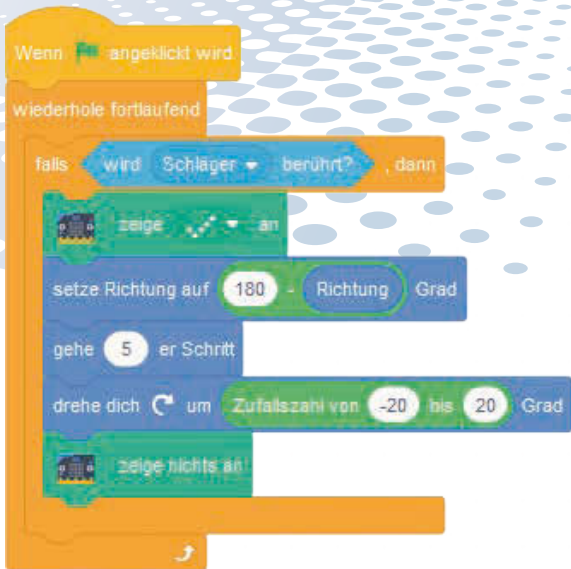 Wenn angeklickt wird
wiederhole fortlaufend
falls wird Schläger berührt? , dann
zeige an
setze Richtung auf 180 - Richtung Grad
gehe 5 er Schritt
drehe dich um Zufallszahl von -20 bis 20 Grad
zeige nichts an